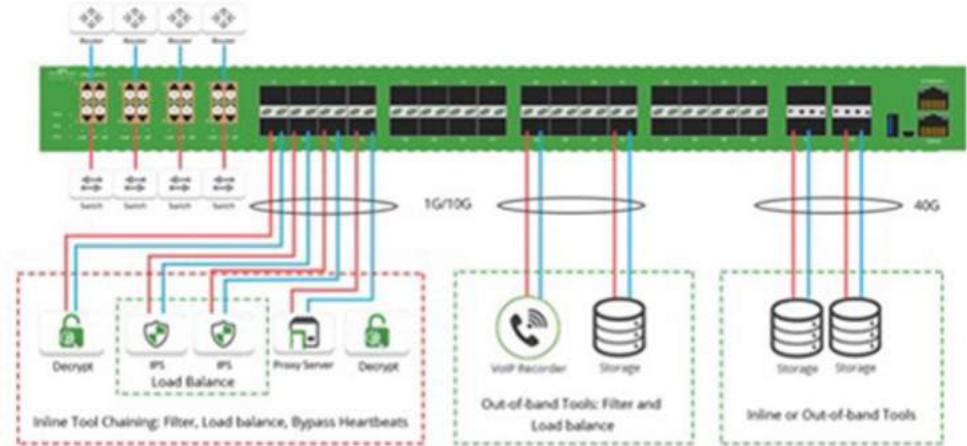 Router Router Router Router
Switch Switch Switch Switch
1G/10G
40G
Decrypt IPS IPS Proxy Server Decrypt
Load Balance
Inline Tool Chaining: Filter, Load balance, Bypass Heartbeats
VoIP Recorder Storage
Out-of-band Tools: Filter and
Load balance
Storage Storage
Inline or Out-of-band Tools